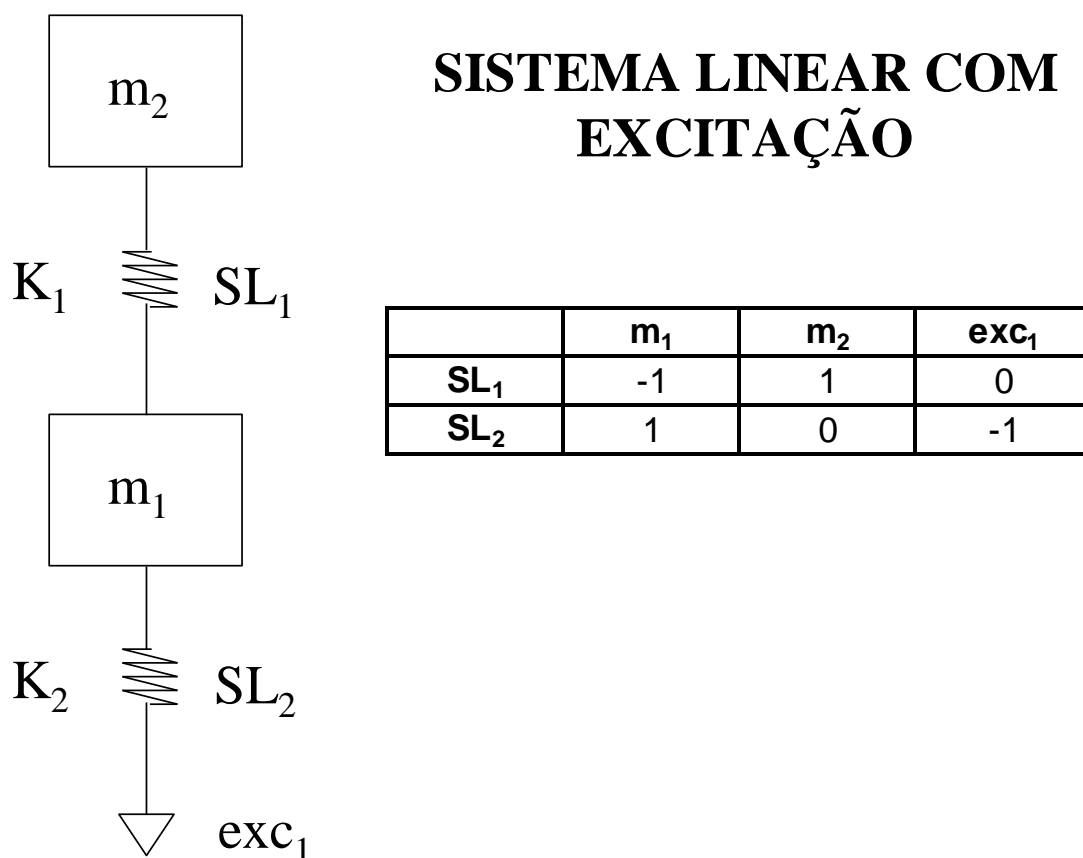 SISTEMA LINEAR COM
EXCITAÇÃO
m₂
K₁ SL₁
m₁
K₂ SL₂
exc₁
m₁ m₂ exc₁
SL₁ -1 1 0
SL₂ 1 0 -1